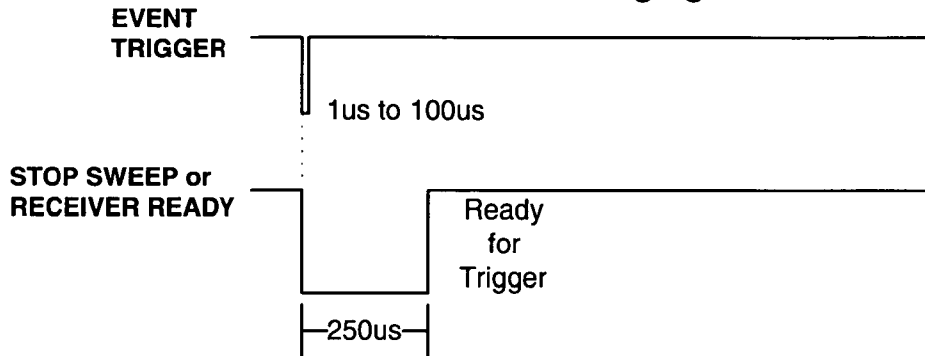 EVENT
TRIGGER
1us to 100us
STOP SWEEP or
RECEIVER READY
Ready
for
Trigger
250us